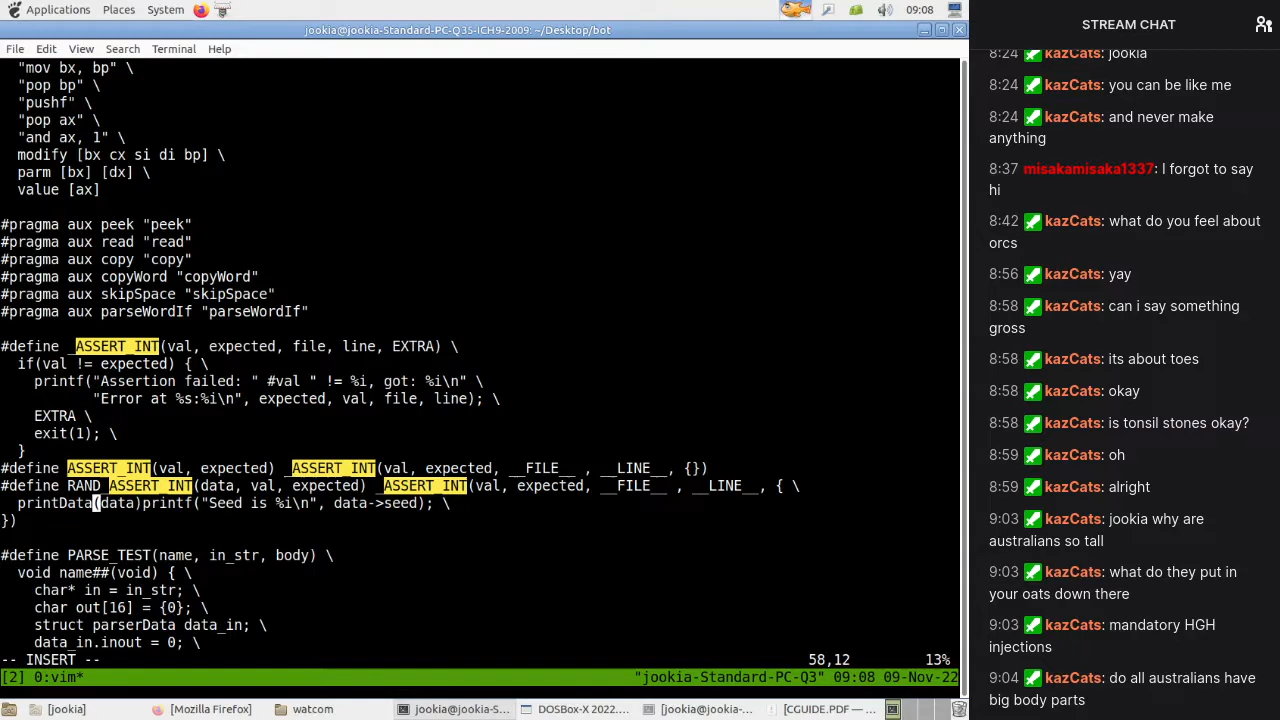 Applications Places System 09:08
jookia@jookia-Standard-PC-Q35-ICH9-2009: ~/Desktop/bot
File Edit View Search Terminal Help
"mov bx, bp" \
"pop bp" \
"pushf" \
"pop ax" \
"and ax, 1" \
modify [bx cx si di bp] \
parm [bx] [dx] \
value [ax]
#pragma aux peek "peek"
#pragma aux read "read"
#pragma aux copy "copy"
#pragma aux copyWord "copyWord"
#pragma aux skipSpace "skipSpace"
#pragma aux parseWordIf "parseWordIf"
#define _ASSERT_INT(val, expected, file, line, EXTRA) \
if(val != expected) { \
printf("Assertion failed: " #val " != %i, got: %i\n" \
"Error at %s:%i\n", expected, val, file, line); \
EXTRA \
exit(1); \
}
#define ASSERT_INT(val, expected) _ASSERT_INT(val, expected, __FILE__ , __LINE__, {})
#define RAND_ASSERT_INT(data, val, expected) _ASSERT_INT(val, expected, __FILE__ , __LINE__, { \
printData(data)printf("Seed is %i\n", data->seed); \
})
#define PARSE_TEST(name, in_str, body) \
void name##(void) { \
char* in = in_str; \
char out[16] = {0}; \
struct parserData data_in; \
data_in.inout = 0; \
-- INSERT -- 58,12 13%
[2] 0:vim* "jookia-Standard-PC-Q3" 09:08 09-Nov-22
[jookia] [Mozilla Firefox] watcom jookia@jookia-S... DOSBox-X 2022.... [jookia@jookia-... [CGUIDE.PDF — ...
STREAM CHAT
8:24 kazCats: jookia
8:24 kazCats: you can be like me
8:24 kazCats: and never make
anything
8:37 misakamisaka1337: I forgot to say
hi
8:42 kazCats: what do you feel about
orcs
8:56 kazCats: yay
8:58 kazCats: can i say something
gross
8:58 kazCats: its about toes
8:58 kazCats: okay
8:58 kazCats: is tonsil stones okay?
8:59 kazCats: oh
8:59 kazCats: alright
9:03 kazCats: jookia why are
australians so tall
9:03 kazCats: what do they put in
your oats down there
9:03 kazCats: mandatory HGH
injections
9:04 kazCats: do all australians have
big body parts